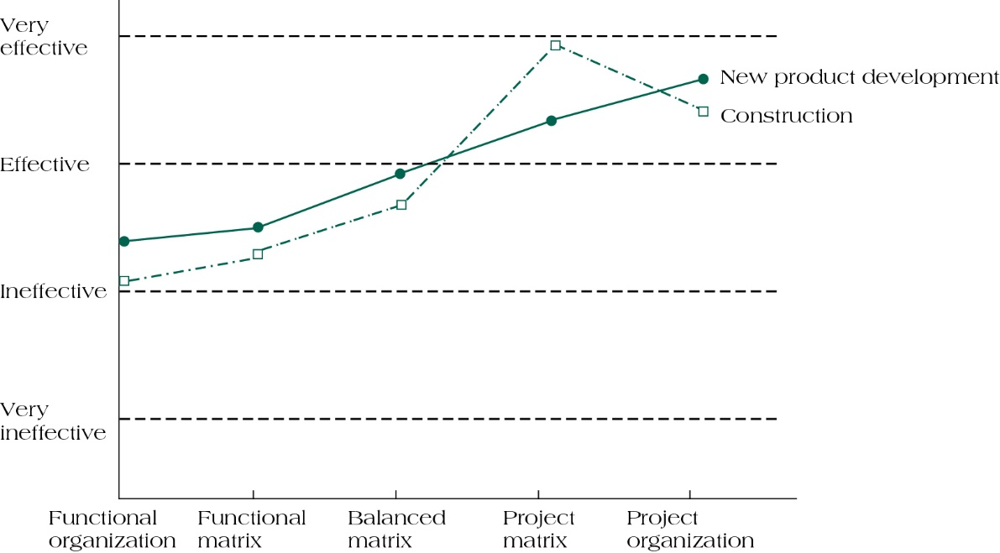 Very
effective
New product development
Construction
Effective
Ineffective
Very
ineffective
Functional
organization
Functional
matrix
Balanced
matrix
Project
matrix
Project
organization